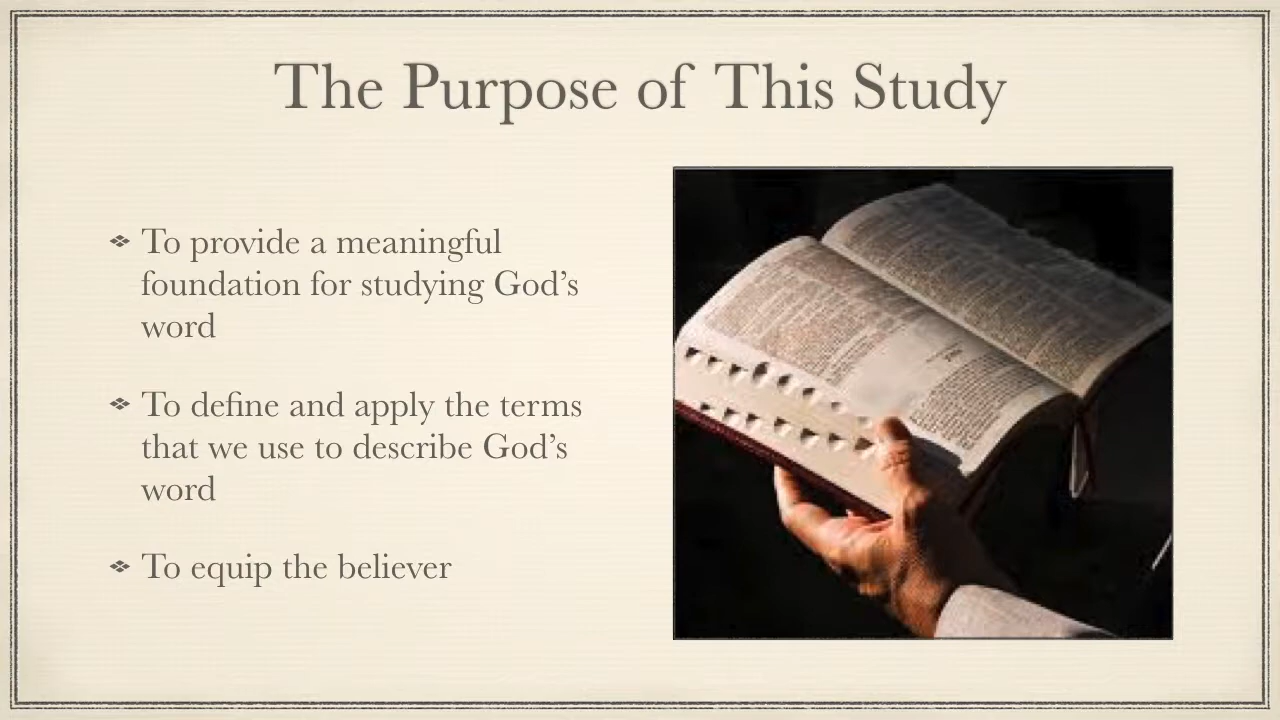 The Purpose of This Study
To provide a meaningful
foundation for studying God’s
word
To define and apply the terms
that we use to describe God’s
word
To equip the believer